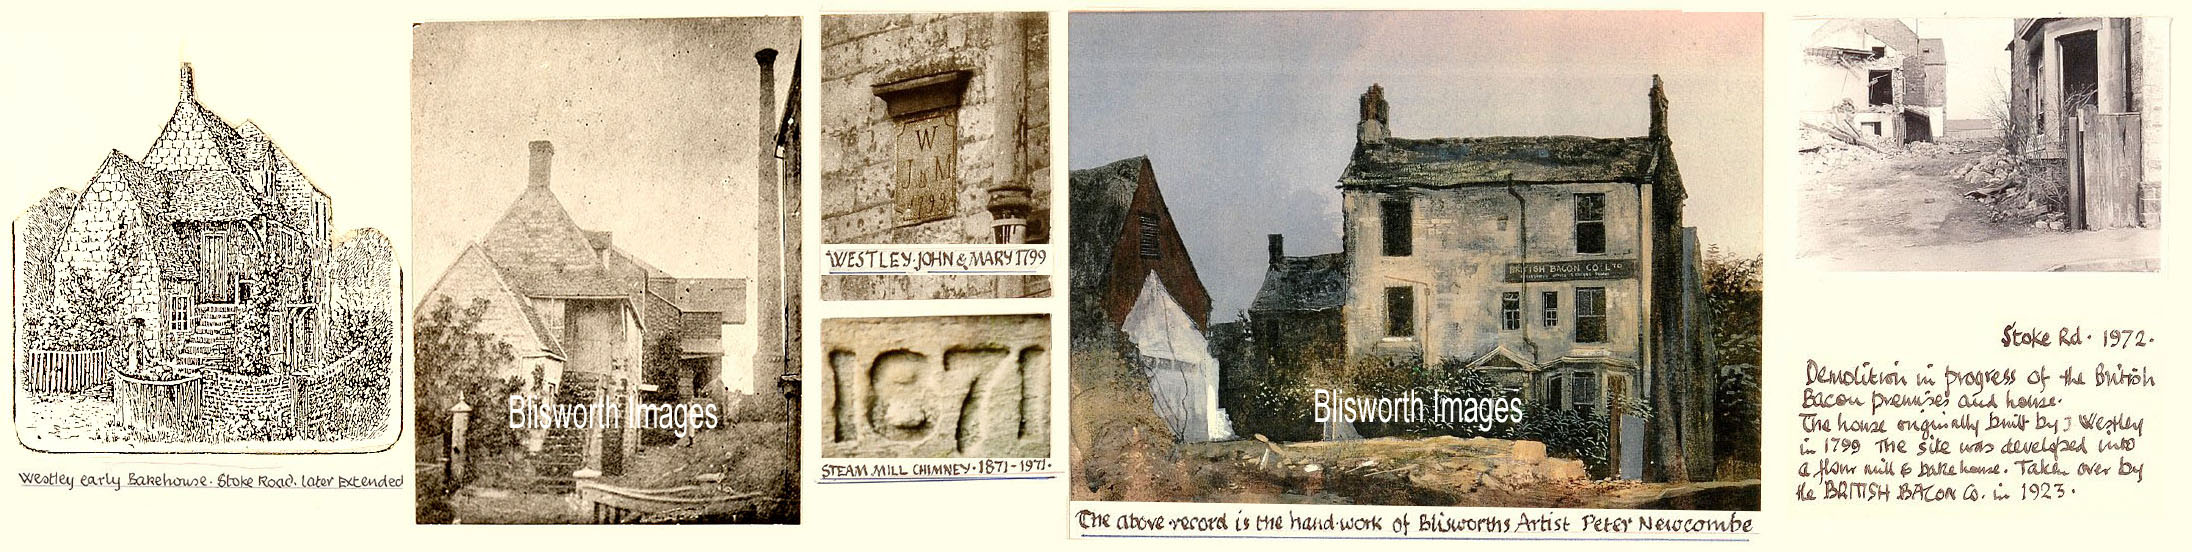 Westley early Bakehouse. Stoke Road. later Extended
Blisworth Images
W
J & M
1799
WESTLEY. JOHN & MARY 1799
1871
STEAM MILL CHIMNEY. 1871-1971.
BRITISH BACON CO. LTD
Blisworth Images
The above record is the hand-work of Blisworths Artist Peter Newcombe
Stoke Rd. 1972.
Demolition in progress of the British
Bacon premises and house.
The house originally built by J Westley
in 1799 The site was developed into
a flour mill & bakehouse. Taken over by
the BRITISH BACON Co. in 1923.